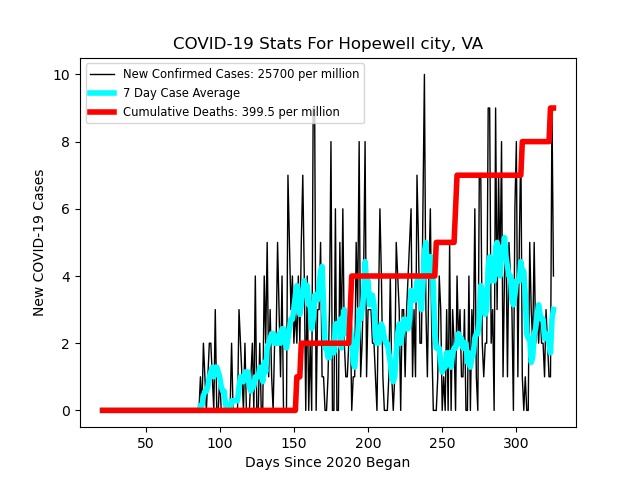 COVID-19 Stats For Hopewell city, VA
New Confirmed Cases: 25700 per million
7 Day Case Average
Cumulative Deaths: 399.5 per million
New COVID-19 Cases
10
8
6
4
2
0
50 100 150 200 250 300
Days Since 2020 Began